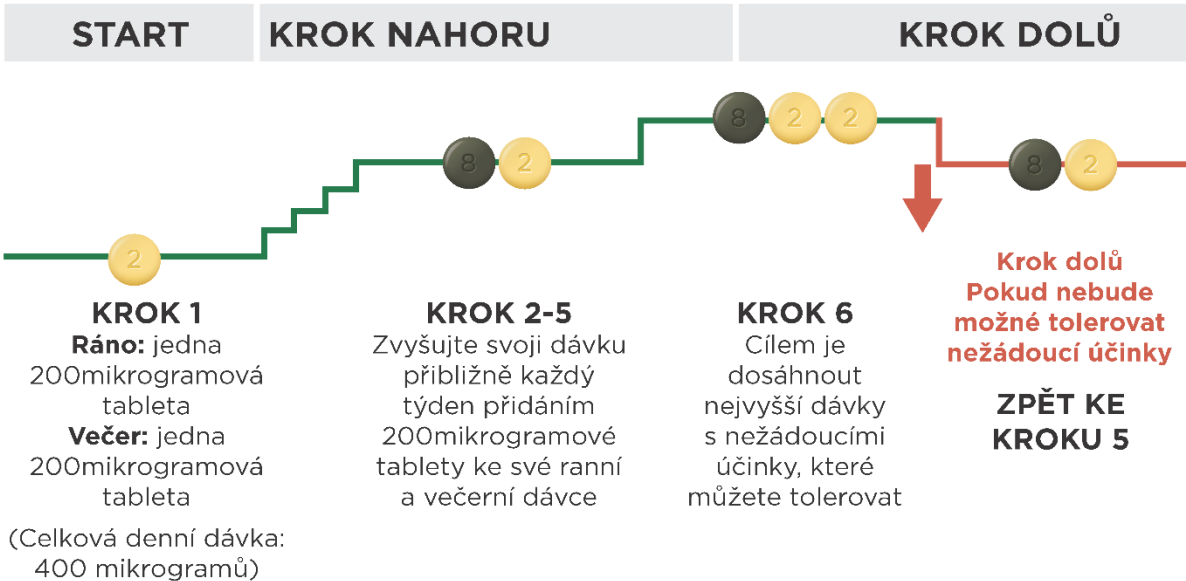 START
KROK NAHORU
KROK DOLŮ
2
8 2
8 2 2
8 2
KROK 1
Ráno: jedna
200mikrogramová
tableta
Večer: jedna
200mikrogramová
tableta
(Celková denní dávka:
400 mikrogramů)
KROK 2-5
Zvyšujte svoji dávku
přibližně každý
týden přidáním
200mikrogramové
tablety ke své ranní
a večerní dávce
KROK 6
Cílem je
dosáhnout
nejvyšší dávky
s nežádoucími
účinky, které
můžete tolerovat
Krok dolů
Pokud nebude
možné tolerovat
nežádoucí účinky
ZPĚT KE
KROKU 5